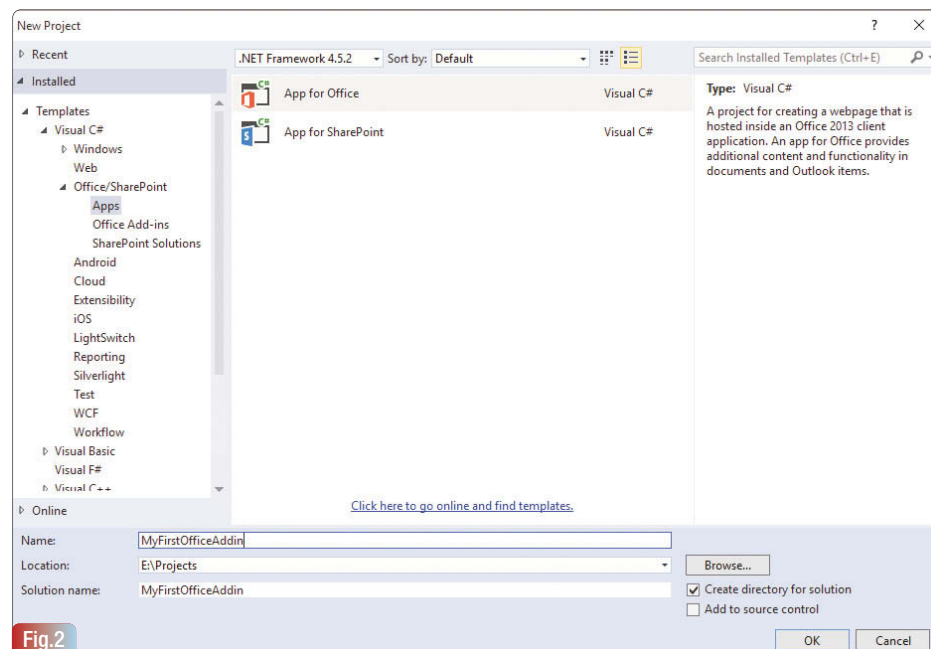 New Project
? ×
Recent
.NET Framework 4.5.2 Sort by: Default
Search Installed Templates (Ctrl+E)
Installed
Templates
Visual C#
Windows
Web
Office/SharePoint
Apps
Office Add-ins
SharePoint Solutions
Android
Cloud
Extensibility
iOS
LightSwitch
Reporting
Silverlight
Test
WCF
Workflow
Visual Basic
Visual F#
Visual C++
Online
C# App for Office Visual C#
C# App for SharePoint Visual C#
Click here to go online and find templates.
Type: Visual C#
A project for creating a webpage that is
hosted inside an Office 2013 client
application. An app for Office provides
additional content and functionality in
documents and Outlook items.
Name: MyFirstOfficeAddin
Location: E:\Projects Browse...
Solution name: MyFirstOfficeAddin
Create directory for solution
Add to source control
OK Cancel
Fig.2